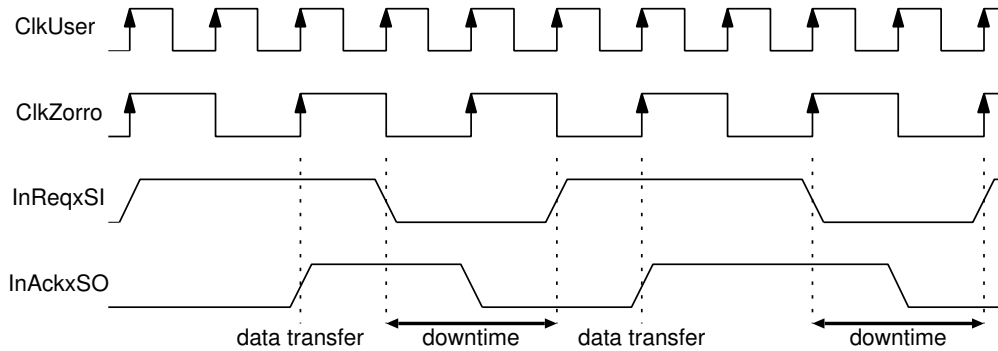 ClkUser
ClkZorro
InReqxSI
InAckxSO
data transfer downtime data transfer downtime